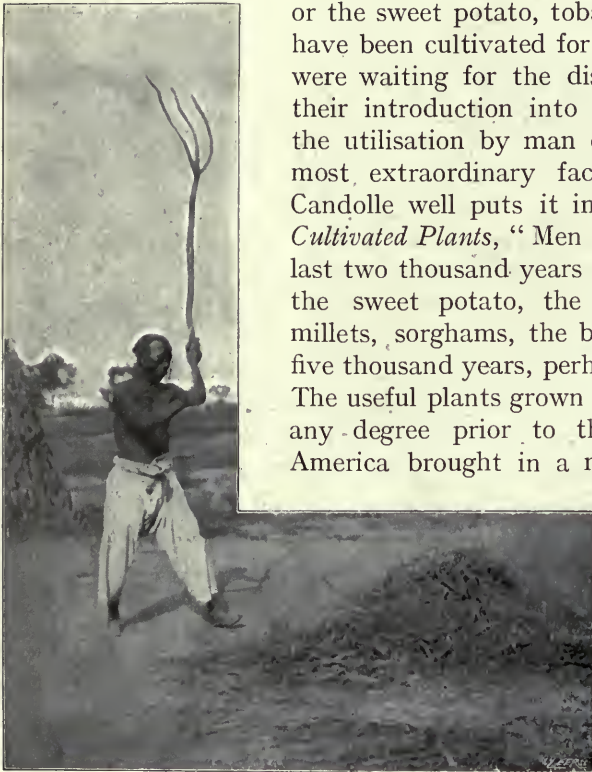 or the sweet potato, toba
have been cultivated for
were waiting for the dis
their introduction into
the utilisation by man
most extraordinary fac
Candolle well puts it in
Cultivated Plants, “ Men
last two thousand years
the sweet potato, the
millets, sorghams, the b
five thousand years, perh
The useful plants grown
any degree prior to th
America brought in a